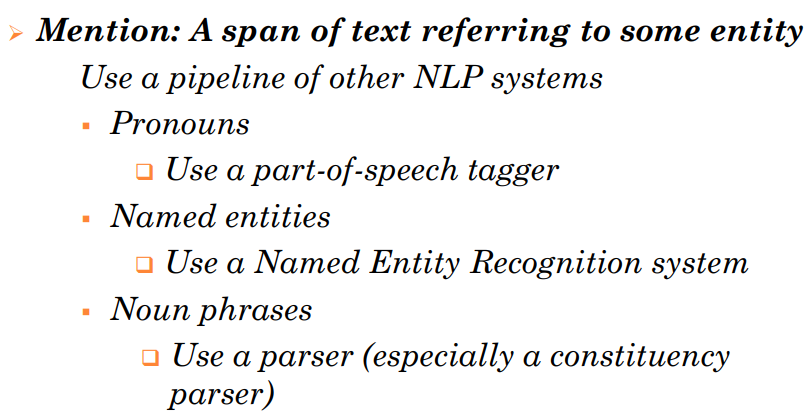 Mention: A span of text referring to some entity
Use a pipeline of other NLP systems
Pronouns
Use a part-of-speech tagger
Named entities
Use a Named Entity Recognition system
Noun phrases
Use a parser (especially a constituency
parser)